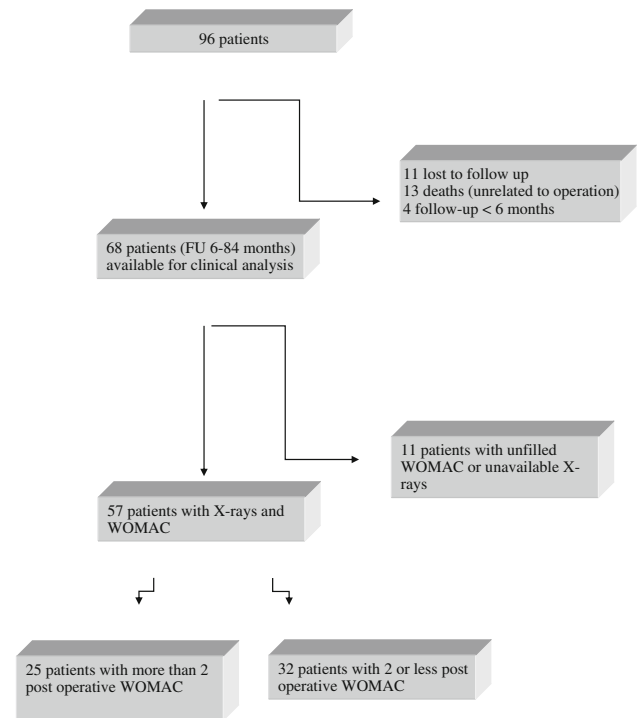 96 patients
11 lost to follow up
13 deaths (unrelated to operation)
4 follow-up < 6 months
68 patients (FU 6-84 months)
available for clinical analysis
11 patients with unfilled
WOMAC or unavailable X-
rays
57 patients with X-rays and
WOMAC
25 patients with more than 2
post operative WOMAC
32 patients with 2 or less post
operative WOMAC